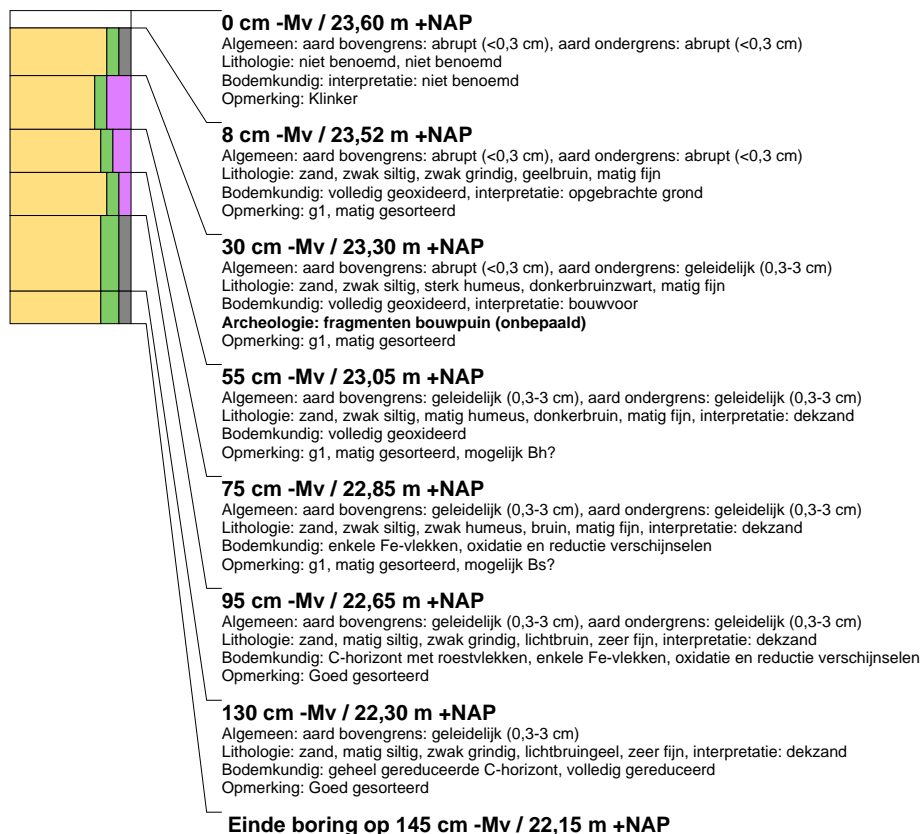 0 cm -Mv / 23,60 m +NAP
Algemeen: aard bovengrens: abrupt (<0,3 cm), aard ondergrens: abrupt (<0,3 cm)
Lithologie: niet benoemd, niet benoemd
Bodemkundig: interpretatie: niet benoemd
Opmerking: Klinker
8 cm -Mv / 23,52 m +NAP
Algemeen: aard bovengrens: abrupt (<0,3 cm), aard ondergrens: abrupt (<0,3 cm)
Lithologie: zand, zwak siltig, zwak grindig, geelbruin, matig fijn
Bodemkundig: volledig geoxideerd, interpretatie: opgebrachte grond
Opmerking: g1, matig gesorteerd
30 cm -Mv / 23,30 m +NAP
Algemeen: aard bovengrens: abrupt (<0,3 cm), aard ondergrens: geleidelijk (0,3-3 cm)
Lithologie: zand, zwak siltig, sterk humeus, donkerbruinzwart, matig fijn
Bodemkundig: volledig geoxideerd, interpretatie: bouwvoor
Archeologie: fragmenten bouwpuin (onbepaald)
Opmerking: g1, matig gesorteerd
55 cm -Mv / 23,05 m +NAP
Algemeen: aard bovengrens: geleidelijk (0,3-3 cm), aard ondergrens: geleidelijk (0,3-3 cm)
Lithologie: zand, zwak siltig, matig humeus, donkerbruin, matig fijn, interpretatie: dekzand
Bodemkundig: volledig geoxideerd
Opmerking: g1, matig gesorteerd, mogelijk Bh?
75 cm -Mv / 22,85 m +NAP
Algemeen: aard bovengrens: geleidelijk (0,3-3 cm), aard ondergrens: geleidelijk (0,3-3 cm)
Lithologie: zand, zwak siltig, zwak humeus, bruin, matig fijn, interpretatie: dekzand
Bodemkundig: enkele Fe-vlekken, oxidatie en reductie verschijnselen
Opmerking: g1, matig gesorteerd, mogelijk Bs?
95 cm -Mv / 22,65 m +NAP
Algemeen: aard bovengrens: geleidelijk (0,3-3 cm), aard ondergrens: geleidelijk (0,3-3 cm)
Lithologie: zand, matig siltig, zwak grindig, lichtbruin, zeer fijn, interpretatie: dekzand
Bodemkundig: C-horizont met roestvlekken, enkele Fe-vlekken, oxidatie en reductie verschijnselen
Opmerking: Goed gesorteerd
130 cm -Mv / 22,30 m +NAP
Algemeen: aard bovengrens: geleidelijk (0,3-3 cm)
Lithologie: zand, matig siltig, zwak grindig, lichtbruingeel, zeer fijn, interpretatie: dekzand
Bodemkundig: geheel gereduceerde C-horizont, volledig gereduceerd
Opmerking: Goed gesorteerd
Einde boring op 145 cm -Mv / 22,15 m +NAP